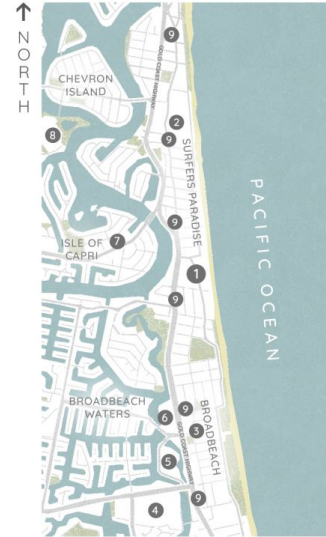 NORTH
9
GOLD COAST HIGHWAY
CHEVRON
ISLAND
2
8
9
SURFERS PARADISE
9
7
ISLE OF
CAPRI
PACIFIC OCEAN
1
9
BROADBEACH
WATERS
9
6
3
BROADBEACH
GOLD COAST HIGHWAY
5
9
4